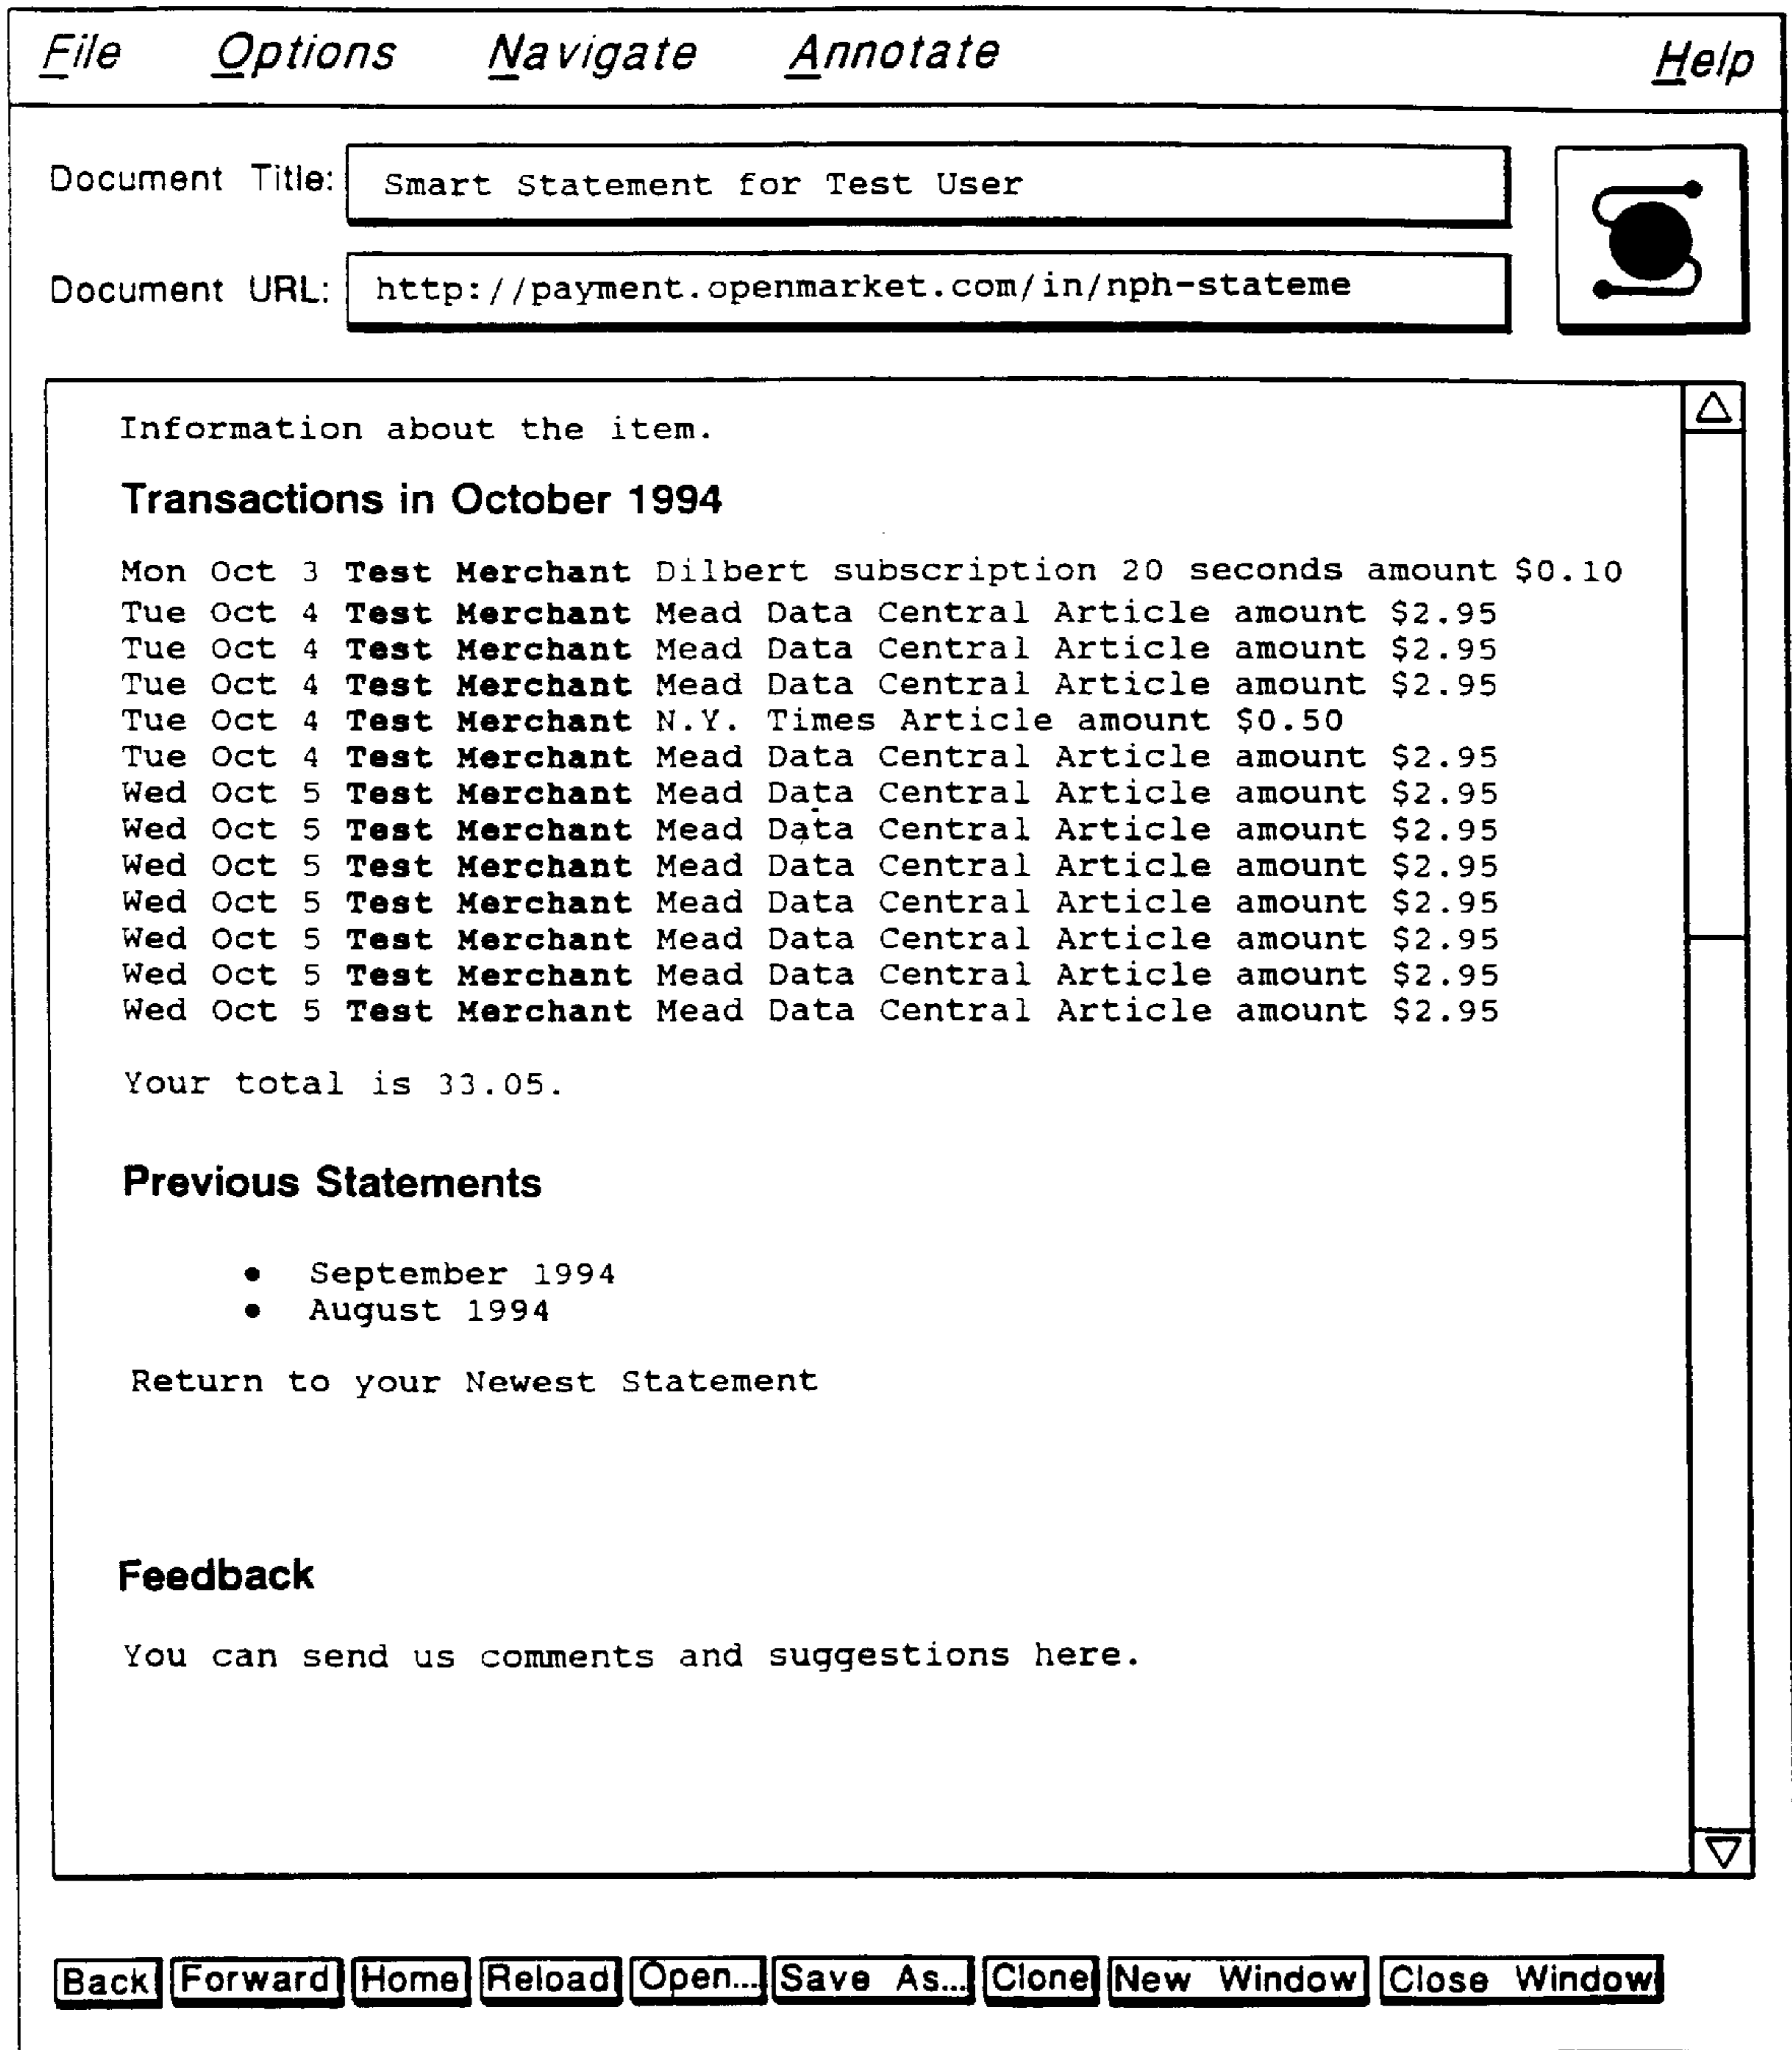 File Options Navigate Annotate Help
Document Title: Smart Statement for Test User
Document URL: http://payment.openmarket.com/in/nph-stateme
Information about the item.
Transactions in October 1994
Mon Oct 3 Test Merchant Dilbert subscription 20 seconds amount $0.10
Tue Oct 4 Test Merchant Mead Data Central Article amount $2.95
Tue Oct 4 Test Merchant Mead Data Central Article amount $2.95
Tue Oct 4 Test Merchant Mead Data Central Article amount $2.95
Tue Oct 4 Test Merchant N.Y. Times Article amount $0.50
Tue Oct 4 Test Merchant Mead Data Central Article amount $2.95
Wed Oct 5 Test Merchant Mead Data Central Article amount $2.95
Wed Oct 5 Test Merchant Mead Data Central Article amount $2.95
Wed Oct 5 Test Merchant Mead Data Central Article amount $2.95
Wed Oct 5 Test Merchant Mead Data Central Article amount $2.95
Wed Oct 5 Test Merchant Mead Data Central Article amount $2.95
Wed Oct 5 Test Merchant Mead Data Central Article amount $2.95
Wed Oct 5 Test Merchant Mead Data Central Article amount $2.95
Your total is 33.05.
Previous Statements
• September 1994
• August 1994
Return to your Newest Statement
Feedback
You can send us comments and suggestions here.
Back Forward Home Reload Open... Save As... Clone New Window Close Window